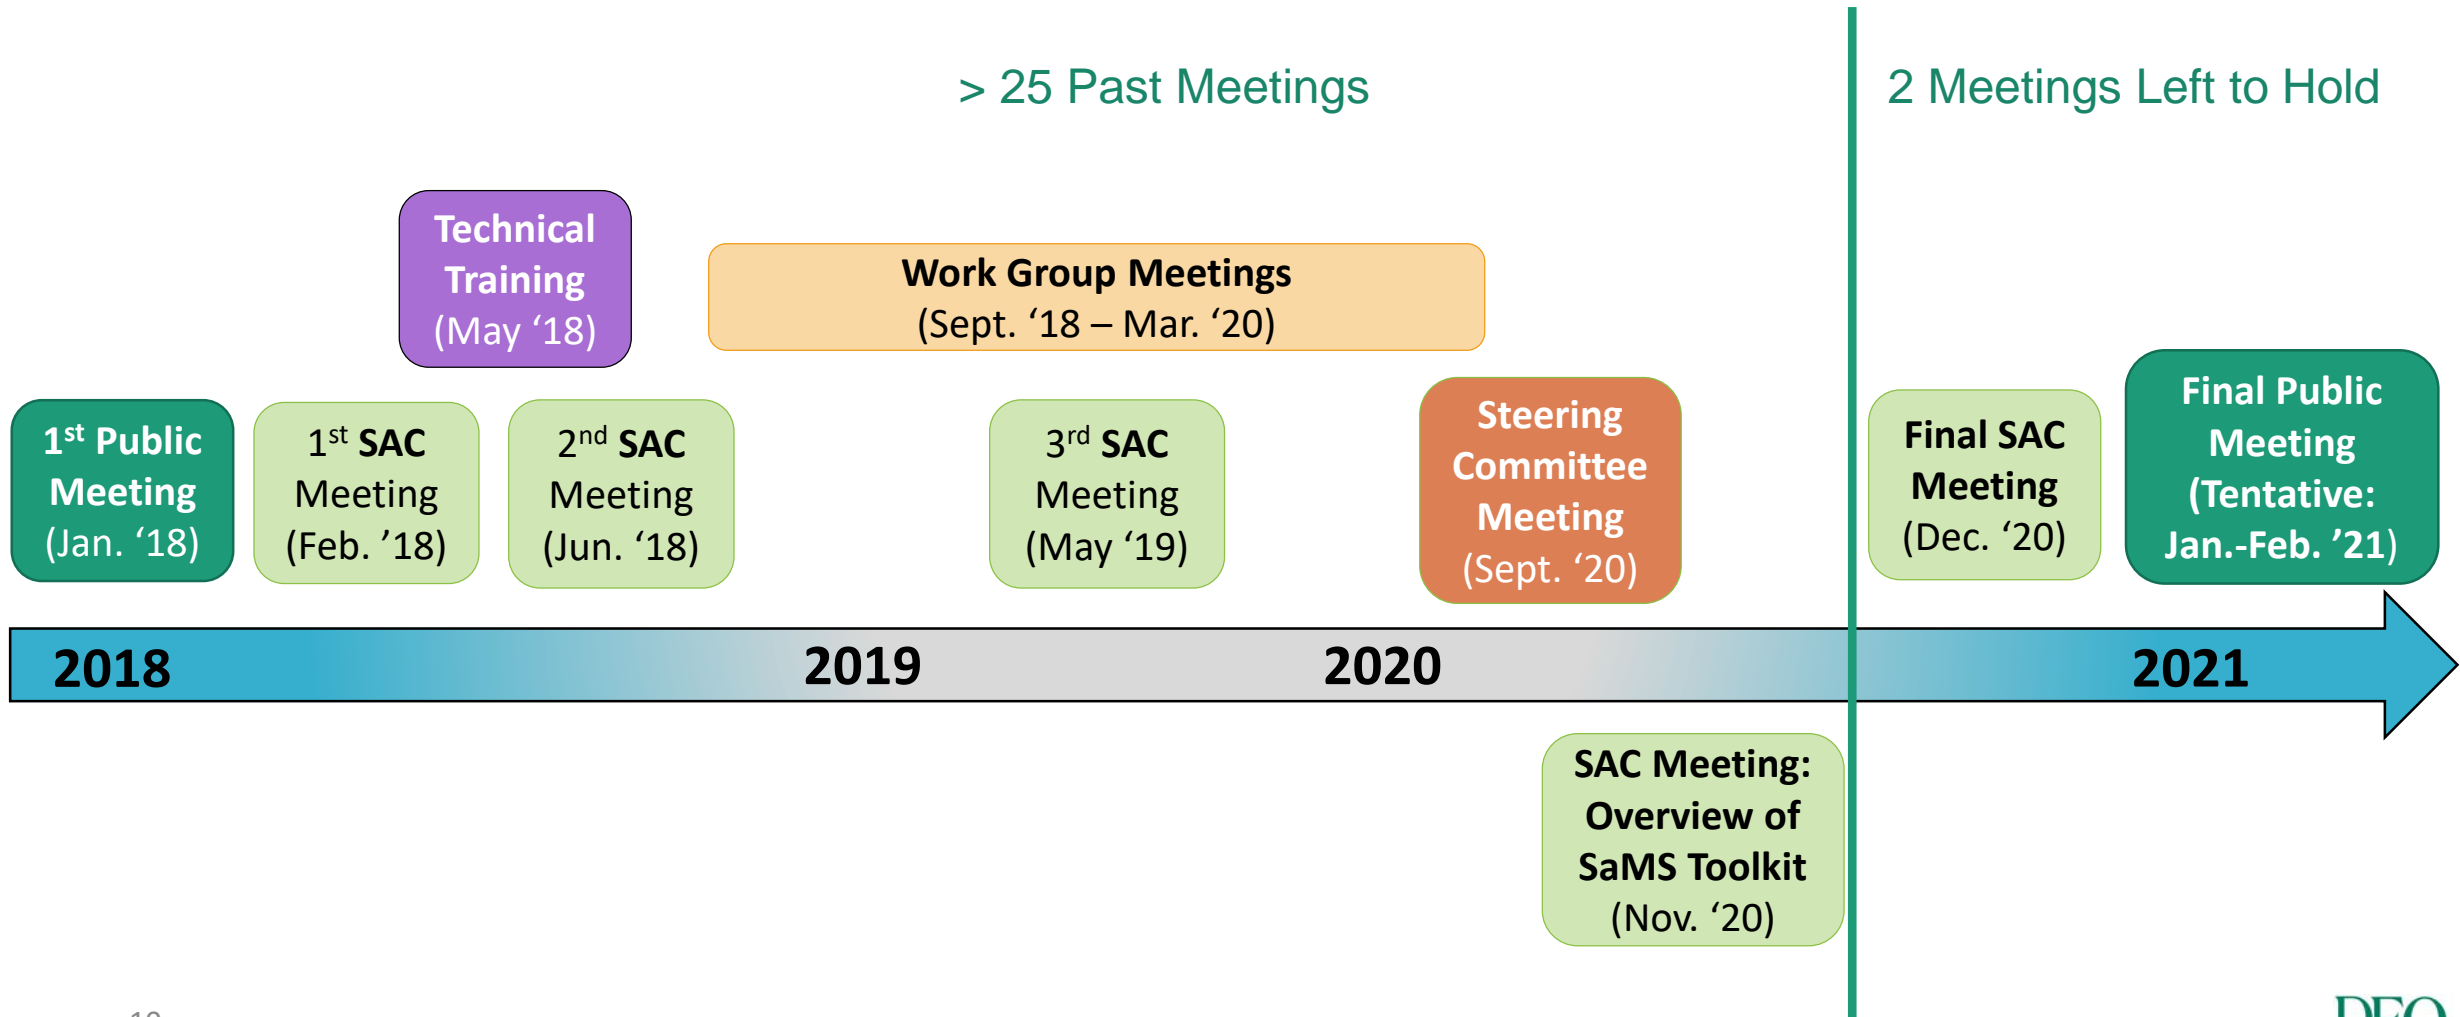 > 25 Past Meetings
2 Meetings Left to Hold
Technical
Training
(May ‘18)
Work Group Meetings
(Sept. ‘18 – Mar. ‘20)
1st Public
Meeting
(Jan. ‘18)
1st SAC
Meeting
(Feb. ’18)
2nd SAC
Meeting
(Jun. ‘18)
3rd SAC
Meeting
(May ‘19)
Steering
Committee
Meeting
(Sept. ‘20)
Final SAC
Meeting
(Dec. ‘20)
Final Public
Meeting
(Tentative:
Jan.-Feb. ’21)
2018
2019
2020
2021
SAC Meeting:
Overview of
SaMS Toolkit
(Nov. ‘20)